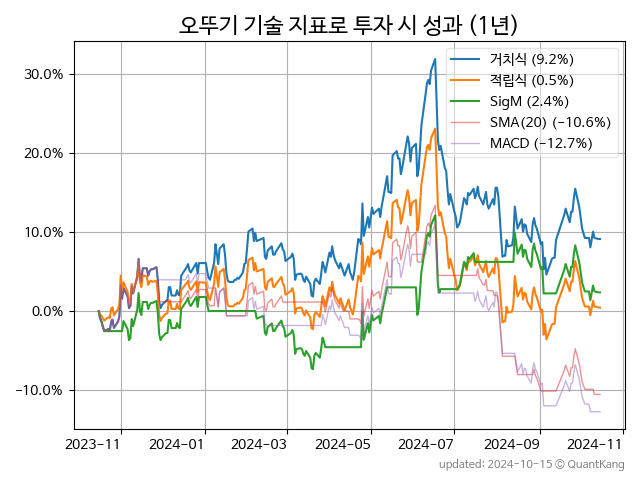 오뚜기 기술 지표로 투자 시 성과 (1년)
거치식 (9.2%)
적립식 (0.5%)
SigM (2.4%)
SMA(20) (−10.6%)
MACD (−12.7%)
30.0%
20.0%
10.0%
0.0%
−10.0%
2023-11 2024-01 2024-03 2024-05 2024-07 2024-09 2024-11
updated: 2024-10-15 © QuantKang